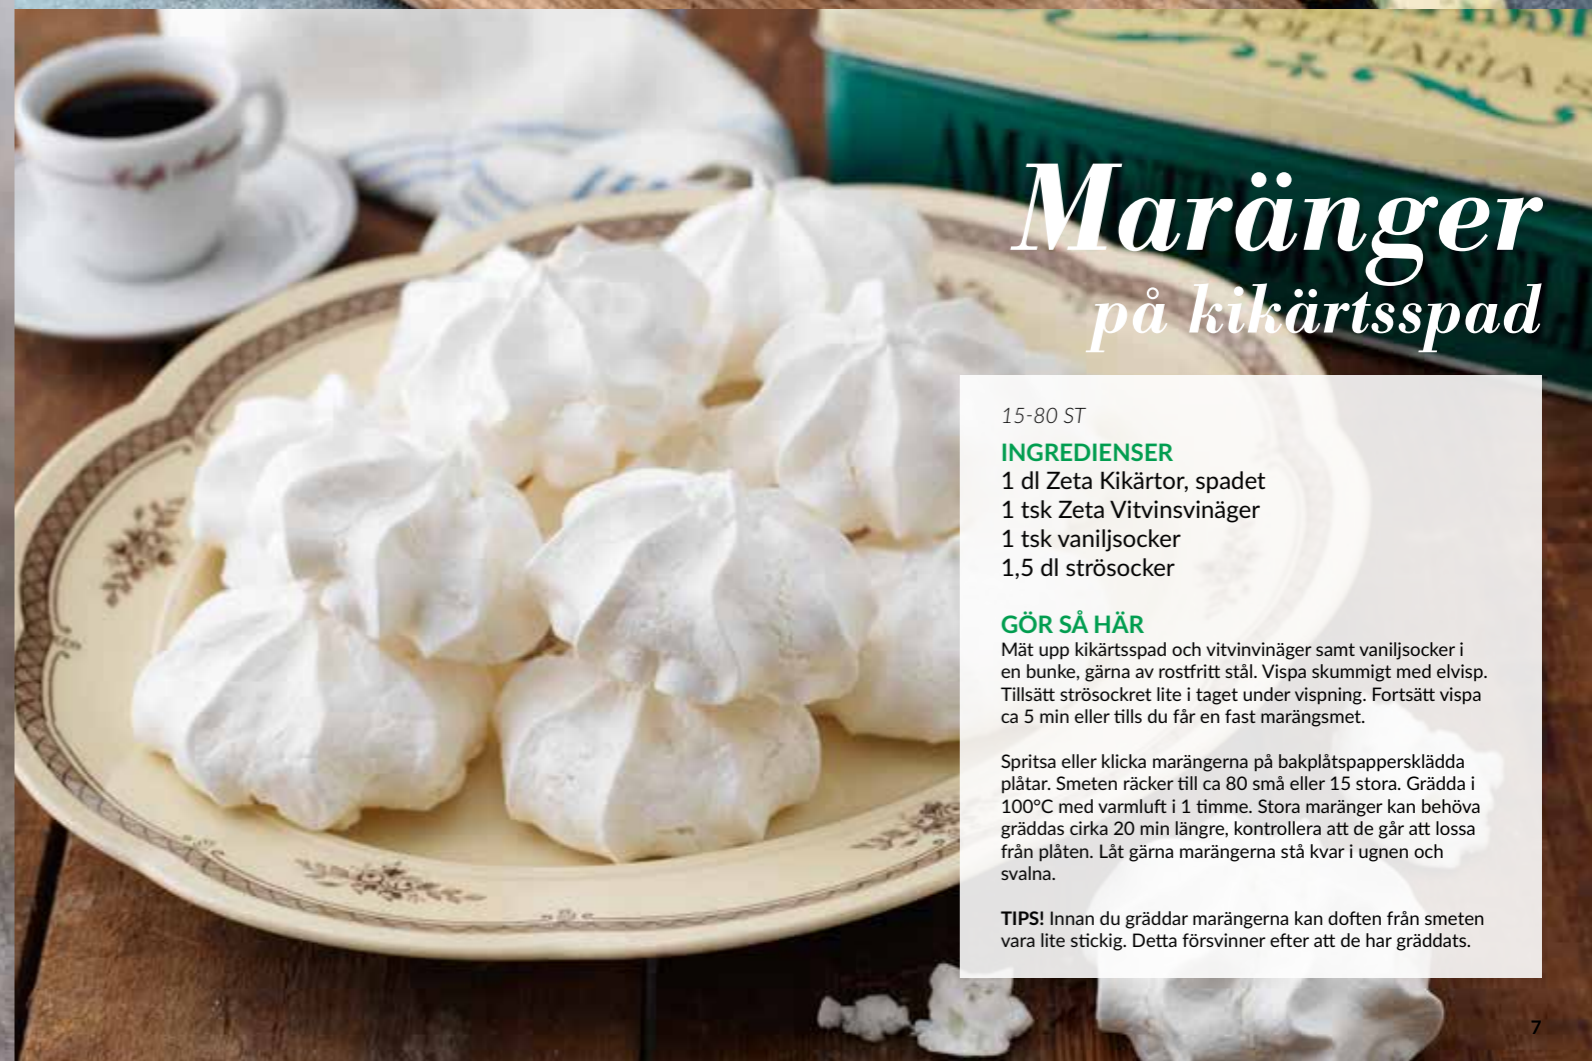 DOLCIARIA S
Maränger
på kikärtsspad
15-80 ST
INGREDIENSER
1 dl Zeta Kikärtor, spadet
1 tsk Zeta Vitvinsvinäger
1 tsk vaniljsocker
1,5 dl strösocker
GÖR SÅ HÄR
Mät upp kikärtsspad och vitvinvinäger samt vaniljsocker i
en bunke, gärna av rostfritt stål. Vispa skummigt med elvisp.
Tillsätt strösockret lite i taget under vispning. Fortsätt vispa
ca 5 min eller tills du får en fast marängsmet.
Spritsa eller klicka marängerna på bakplåtspappersklädda
plåtar. Smeten räcker till ca 80 små eller 15 stora. Grädda i
100°C med varmluft i 1 timme. Stora maränger kan behöva
gräddas cirka 20 min längre, kontrollera att de går att lossa
från plåten. Låt gärna marängerna stå kvar i ugnen och
svalna.
TIPS! Innan du gräddar marängerna kan doften från smeten
vara lite stickig. Detta försvinner efter att de har gräddats.
7